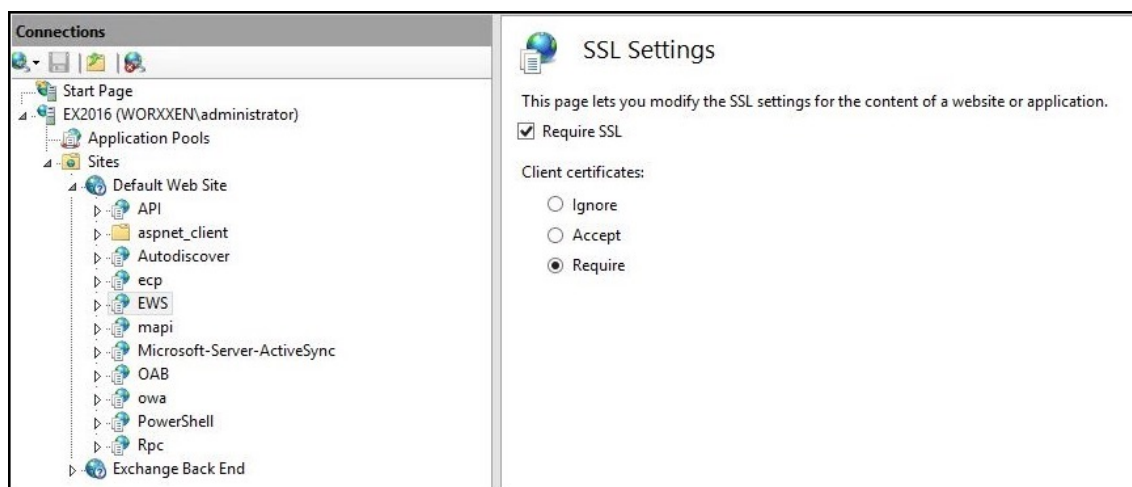 Connections
Start Page
EX2016 (WORXXEN\administrator)
Application Pools
Sites
Default Web Site
API
aspnet_client
Autodiscover
ecp
EWS
mapi
Microsoft-Server-ActiveSync
OAB
owa
PowerShell
Rpc
Exchange Back End
SSL Settings
This page lets you modify the SSL settings for the content of a website or application.
Require SSL
Client certificates:
Ignore
Accept
Require